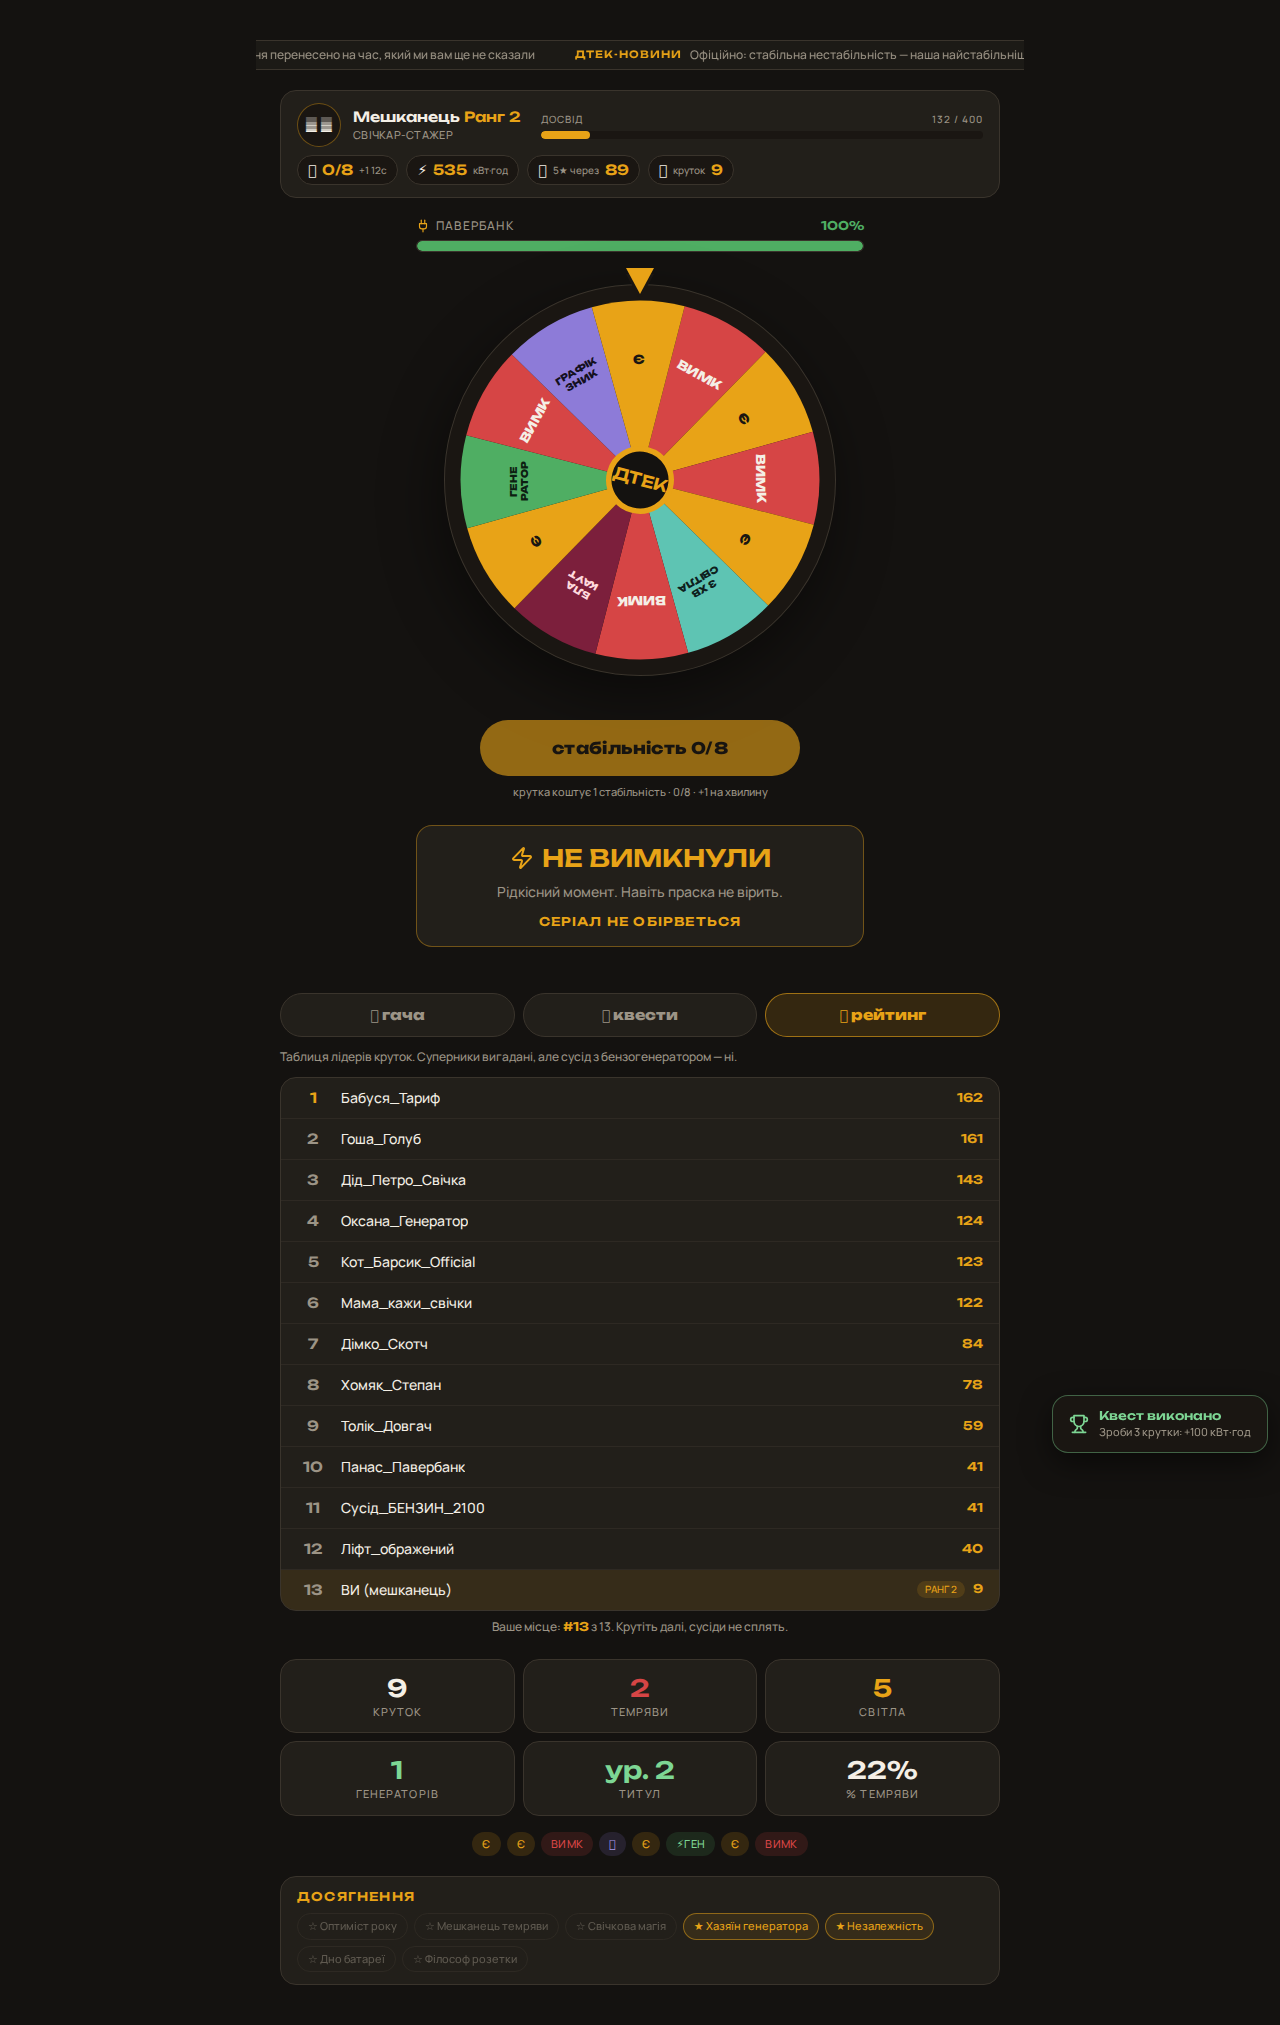 ня перенесено на час, який ми вам ще не сказали ДТЕК-НОВИНИ Офіційно: стабільна нестабільність — наша найстабільніш
Мешканець Ранг 2
СВІЧКАР-СТАЖЕР
ДОСВІД 132 / 400
0/8 +1 12с
⚡ 535 кВт·год
5★ через 89
круток 9
ПАВЕРБАНК 100%
Є
ВИМК
Є
ВИМК
Є
3 ХВ
СВІТЛА
ВИМК
БЛА
КАУТ
Є
ГЕНЕ
РАТОР
ВИМК
ГРАФІК
ЗНИК
ДТЕК
стабільність 0/8
крутка коштує 1 стабільність · 0/8 · +1 на хвилину
НЕ ВИМКНУЛИ
Рідкісний момент. Навіть праска не вірить.
СЕРІАЛ НЕ ОБІРВЕТЬСЯ
гача
квести
рейтинг
Таблиця лідерів круток. Суперники вигадані, але сусід з бензогенератором — ні.
1 Бабуся_Тариф 162
2 Гоша_Голуб 161
3 Дід_Петро_Свічка 143
4 Оксана_Генератор 124
5 Кот_Барсик_Official 123
6 Мама_кажи_свічки 122
7 Дімко_Скотч 84
8 Хомяк_Степан 78
9 Толік_Довгач 59
10 Панас_Павербанк 41
11 Сусід_БЕНЗИН_2100 41
12 Ліфт_ображений 40
13 ВИ (мешканець) РАНГ 2 9
Ваше місце: #13 з 13. Крутіть далі, сусіди не сплять.
Квест виконано
Зроби 3 крутки: +100 кВт·год
9
КРУТОК
2
ТЕМРЯВИ
5
СВІТЛА
1
ГЕНЕРАТОРІВ
ур. 2
ТИТУЛ
22%
% ТЕМРЯВИ
Є Є ВИМК Є ⚡ГЕН Є ВИМК
ДОСЯГНЕННЯ
☆ Оптиміст року ☆ Мешканець темряви ☆ Свічкова магія ★ Хазяїн генератора ★ Незалежність
☆ Дно батареї ☆ Філософ розетки